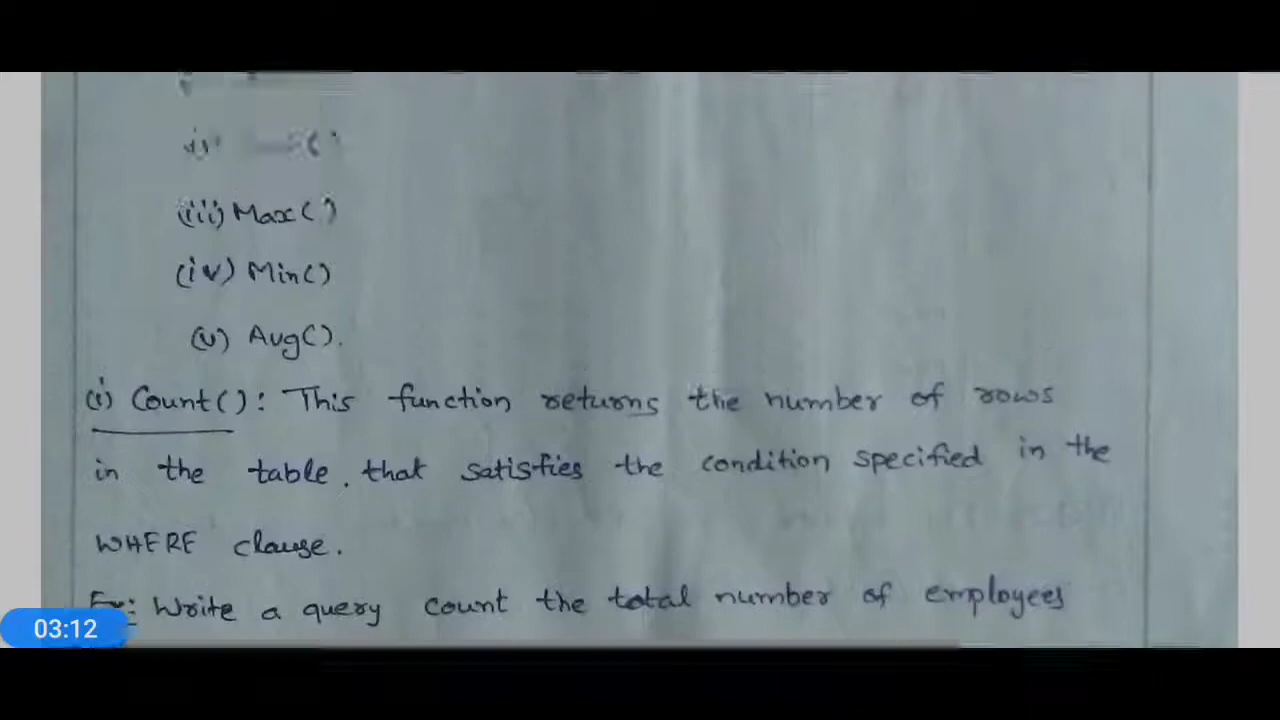 (iii) Max()
(iv) Min()
(v) Avg().
(i) Count(): This function returns the number of rows
in the table. that satisfies the condition specified in the
WHERE clause.
Ex: Write a query count the total number of employees
03:12